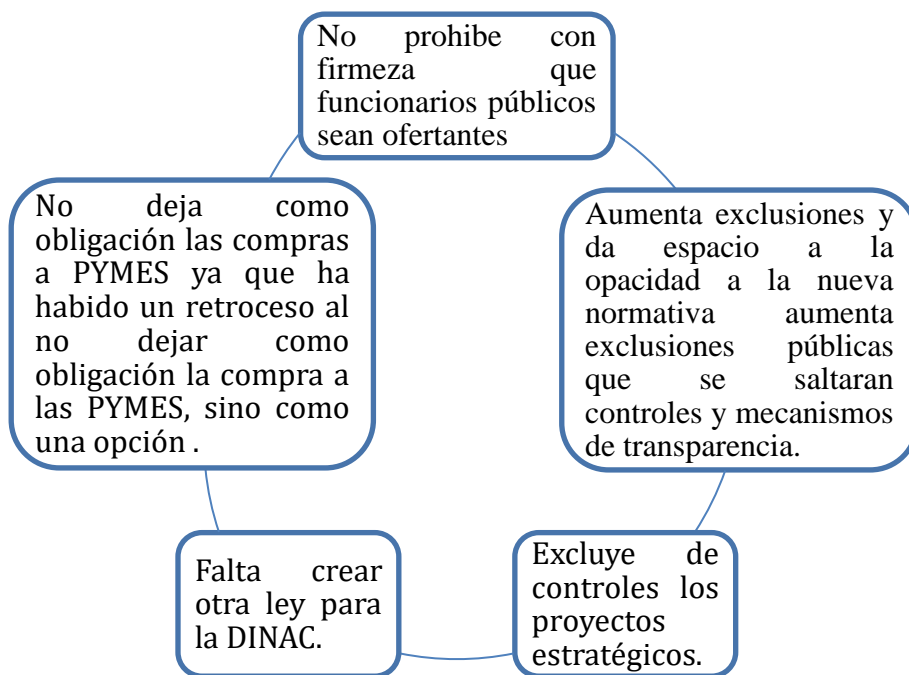 No prohibe con
firmeza que
funcionarios públicos
sean ofertantes
Aumenta exclusiones y
da espacio a la
opacidad a la nueva
normativa aumenta
exclusiones públicas
que se saltaran
controles y mecanismos
de transparencia.
Excluye de
controles los
proyectos
estratégicos.
Falta crear
otra ley para
la DINAC.
No deja como
obligación las compras
a PYMES ya que ha
habido un retroceso al
no dejar como
obligación la compra a
las PYMES, sino como
una opción .